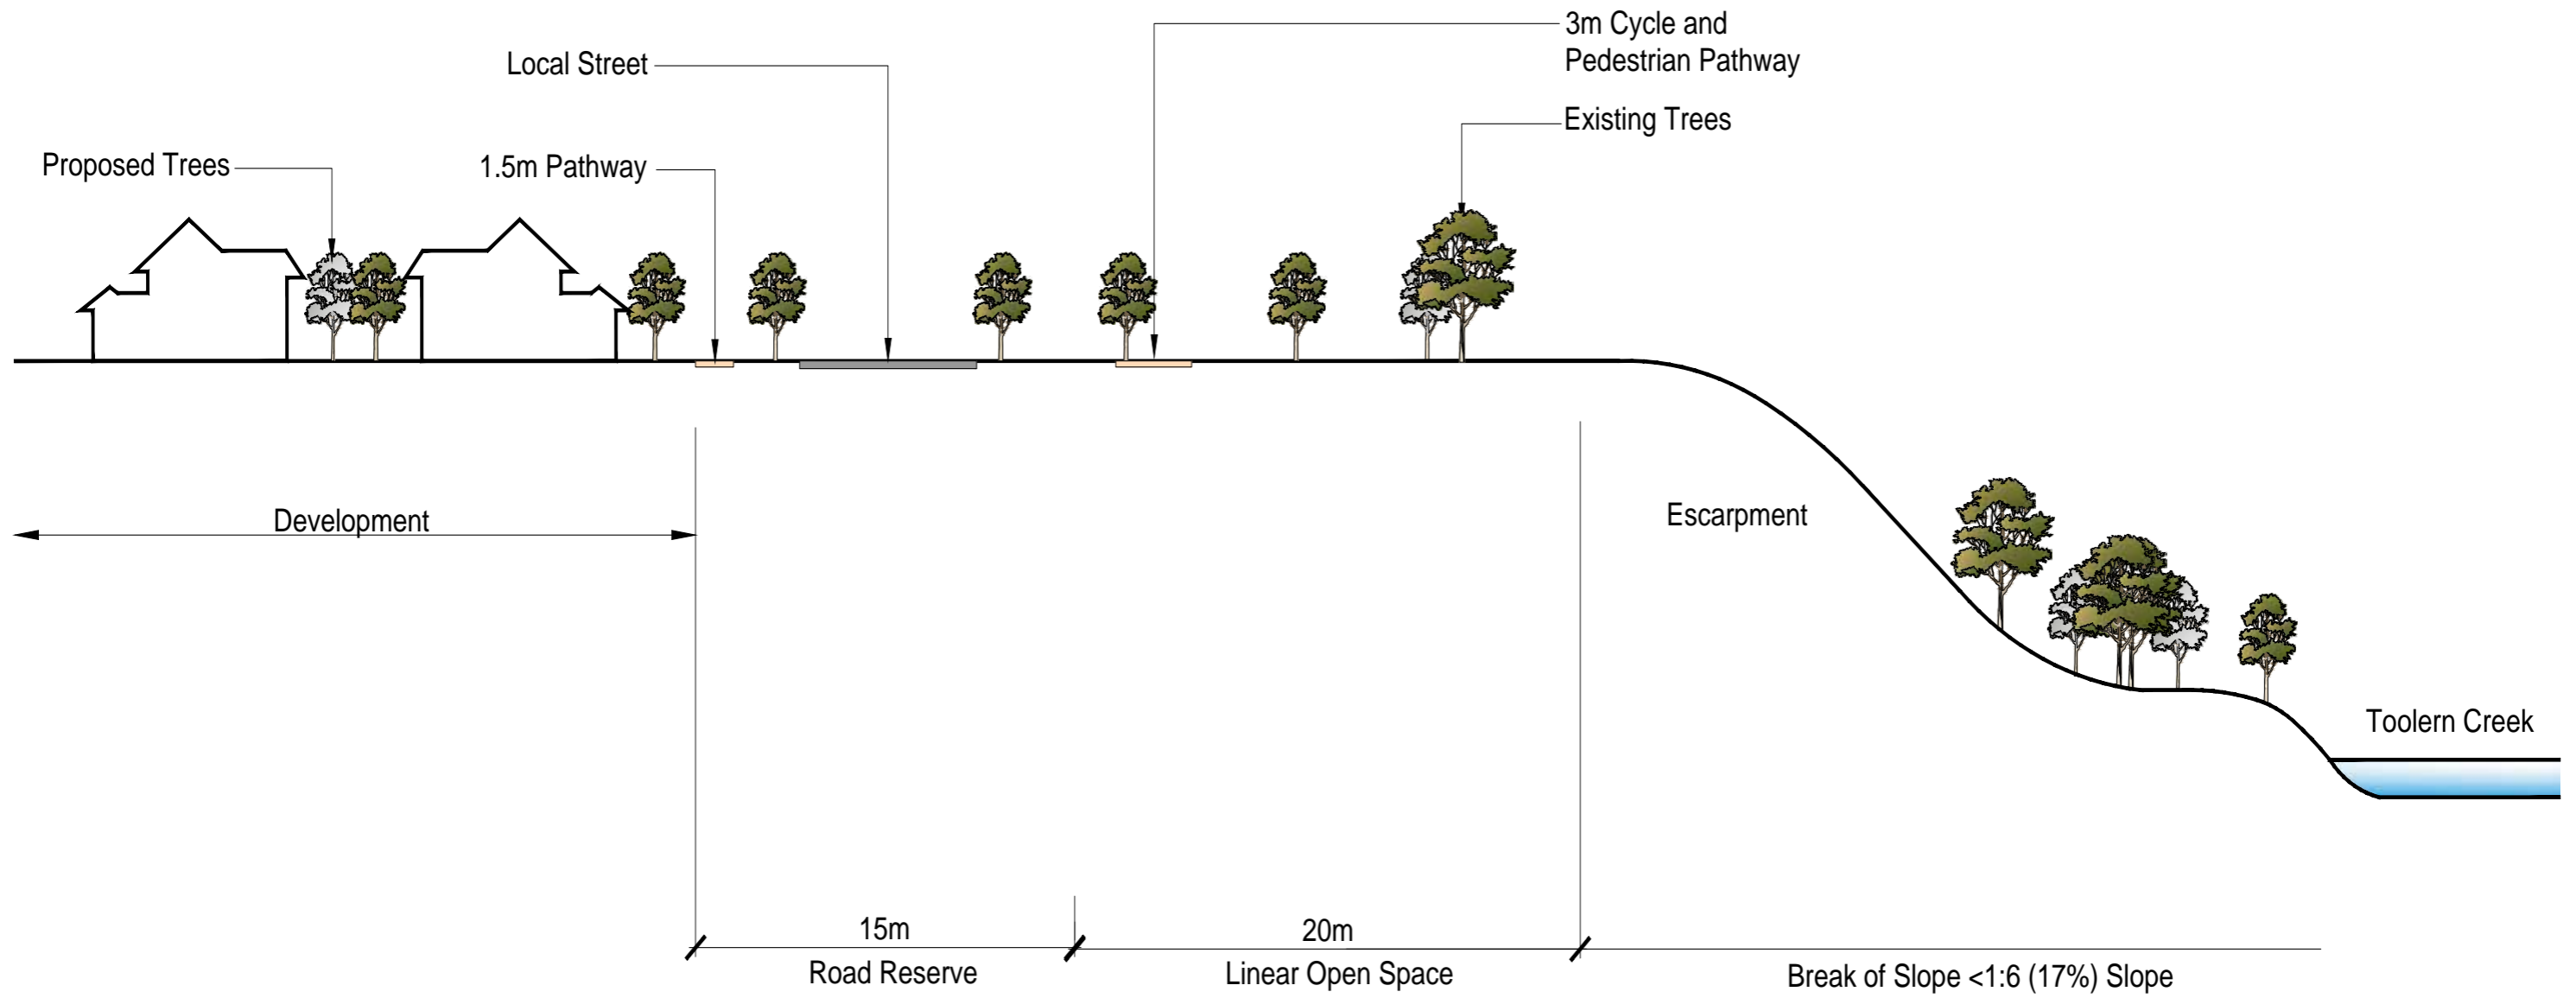 3m Cycle and
Pedestrian Pathway
Local Street
Existing Trees
Proposed Trees
1.5m Pathway
Development
Escarpment
Toolern Creek
15m
20m
Road Reserve
Linear Open Space
Break of Slope <1:6 (17%) Slope